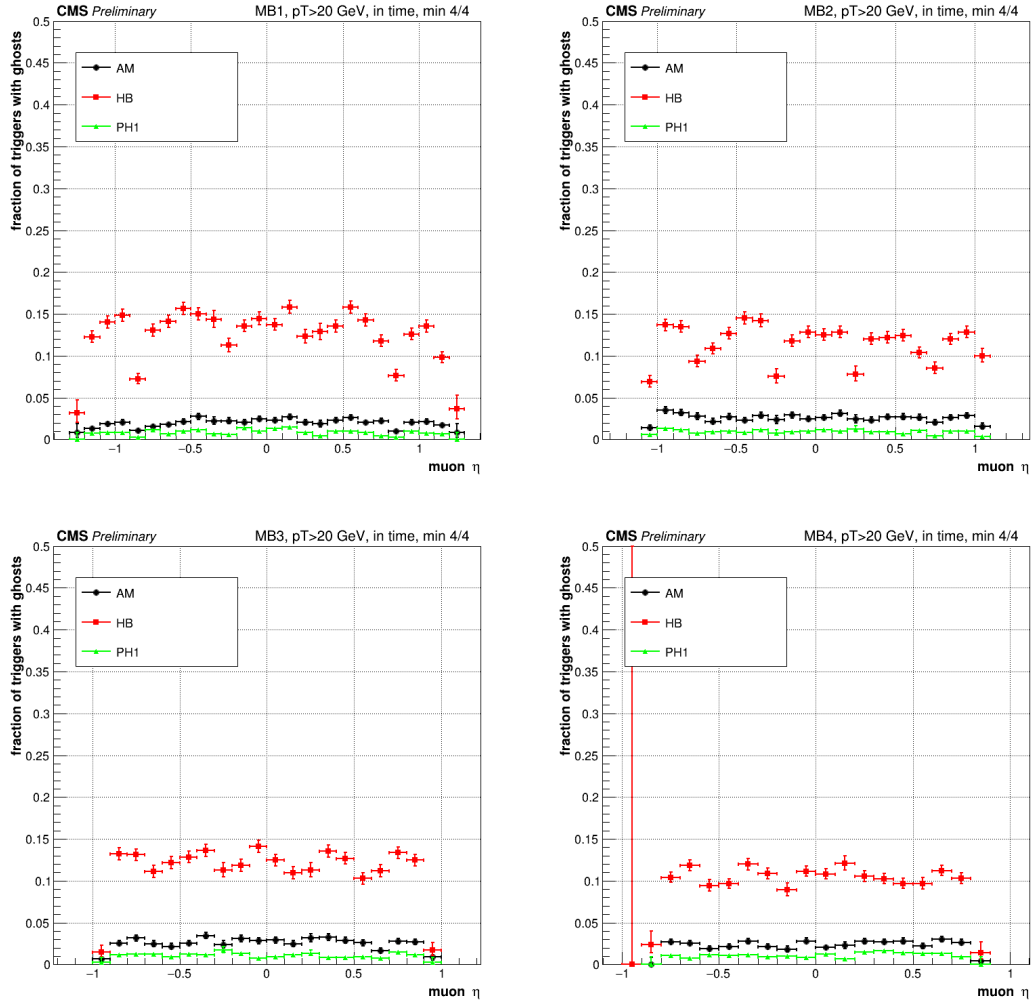 CMS Preliminary MB1, pT>20 GeV, in time, min 4/4
fraction of triggers with ghosts
0.5
0.45
0.4
0.35
0.3
0.25
0.2
0.15
0.1
0.05
0
AM
HB
PH1
−1 −0.5 0 0.5 1
muon η
CMS Preliminary MB2, pT>20 GeV, in time, min 4/4
fraction of triggers with ghosts
0.5
0.45
0.4
0.35
0.3
0.25
0.2
0.15
0.1
0.05
0
AM
HB
PH1
−1 −0.5 0 0.5 1
muon η
CMS Preliminary MB3, pT>20 GeV, in time, min 4/4
fraction of triggers with ghosts
0.5
0.45
0.4
0.35
0.3
0.25
0.2
0.15
0.1
0.05
0
AM
HB
PH1
−1 −0.5 0 0.5 1
muon η
CMS Preliminary MB4, pT>20 GeV, in time, min 4/4
fraction of triggers with ghosts
0.5
0.45
0.4
0.35
0.3
0.25
0.2
0.15
0.1
0.05
0
AM
HB
PH1
−1 −0.5 0 0.5 1
muon η